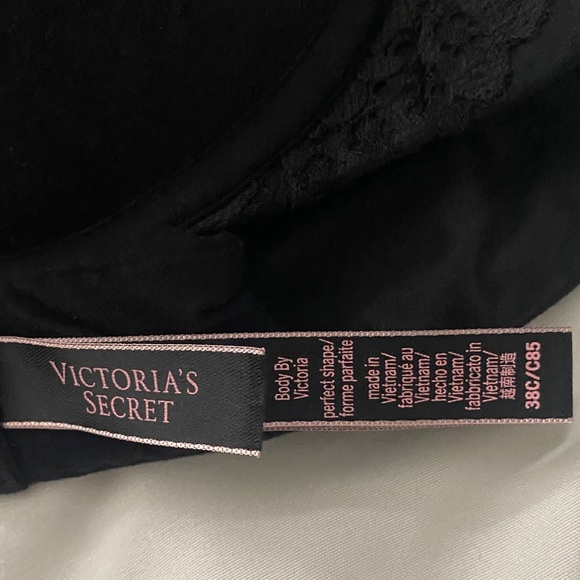 VICTORIA'S
SECRET
Body By
Victoria
perfect shape/
forme parfaite
made in
Vietnam/
fabriqué au
Vietnam/
hecho en
Vietnam/
fabbricato in
Vietnam/
越南制造
38C/C85